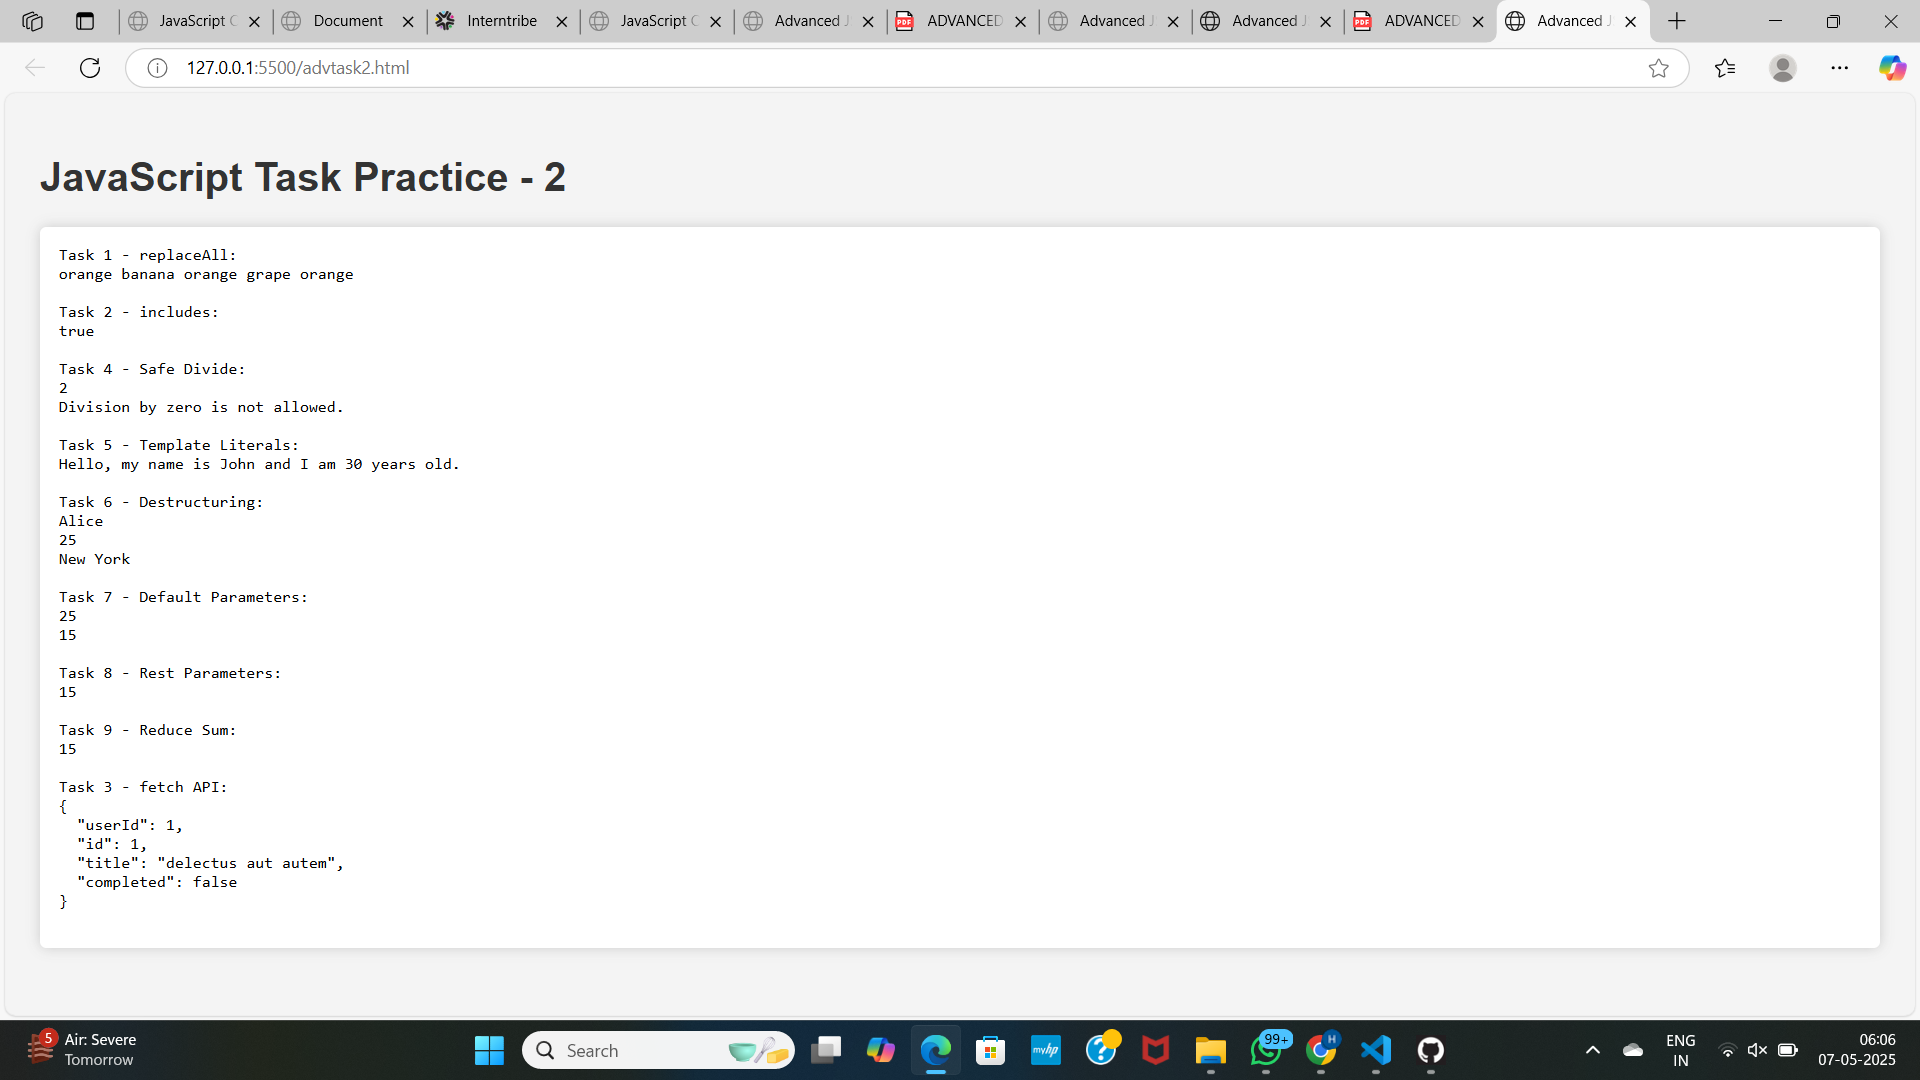 JavaScript C
Document
Interntribe
JavaScript C
Advanced J
ADVANCED
Advanced J
Advanced J
ADVANCED
Advanced J
127.0.0.1:5500/advtask2.html
JavaScript Task Practice - 2
Task 1 - replaceAll:
orange banana orange grape orange
Task 2 - includes:
true
Task 4 - Safe Divide:
2
Division by zero is not allowed.
Task 5 - Template Literals:
Hello, my name is John and I am 30 years old.
Task 6 - Destructuring:
Alice
25
New York
Task 7 - Default Parameters:
25
15
Task 8 - Rest Parameters:
15
Task 9 - Reduce Sum:
15
Task 3 - fetch API:
{
  "userId": 1,
  "id": 1,
  "title": "delectus aut autem",
  "completed": false
}
5
Air: Severe
Tomorrow
Search
myhp
99+
H
ENG
IN
06:06
07-05-2025